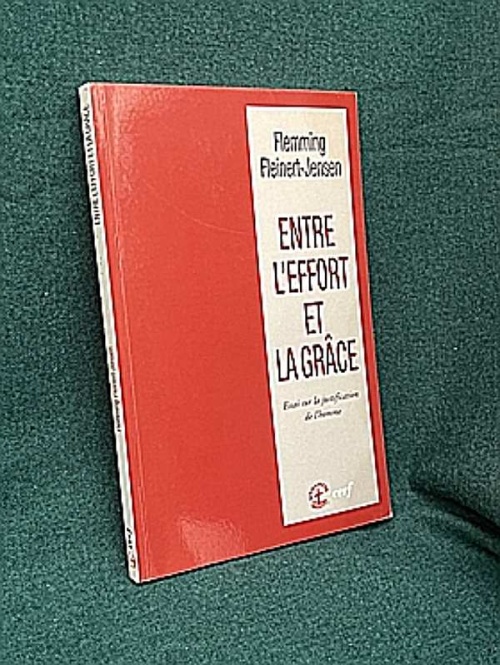 Flemming
Fleinert-Jensen
ENTRE
L'EFFORT
ET
LA GRÂCE
Essai sur la justification
de l'homme
cerf
ENTRE L'EFFORT ET LA GRÂCE